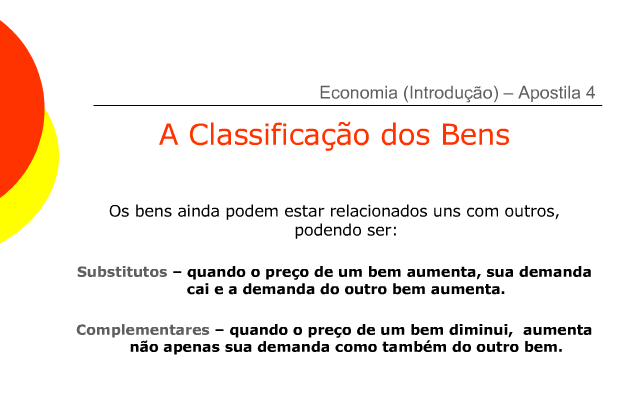 Economia (Introdução) – Apostila 4
A Classificação dos Bens
Os bens ainda podem estar relacionados uns com outros,
podendo ser:
Substitutos – quando o preço de um bem aumenta, sua demanda
cai e a demanda do outro bem aumenta.
Complementares – quando o preço de um bem diminui, aumenta
não apenas sua demanda como também do outro bem.